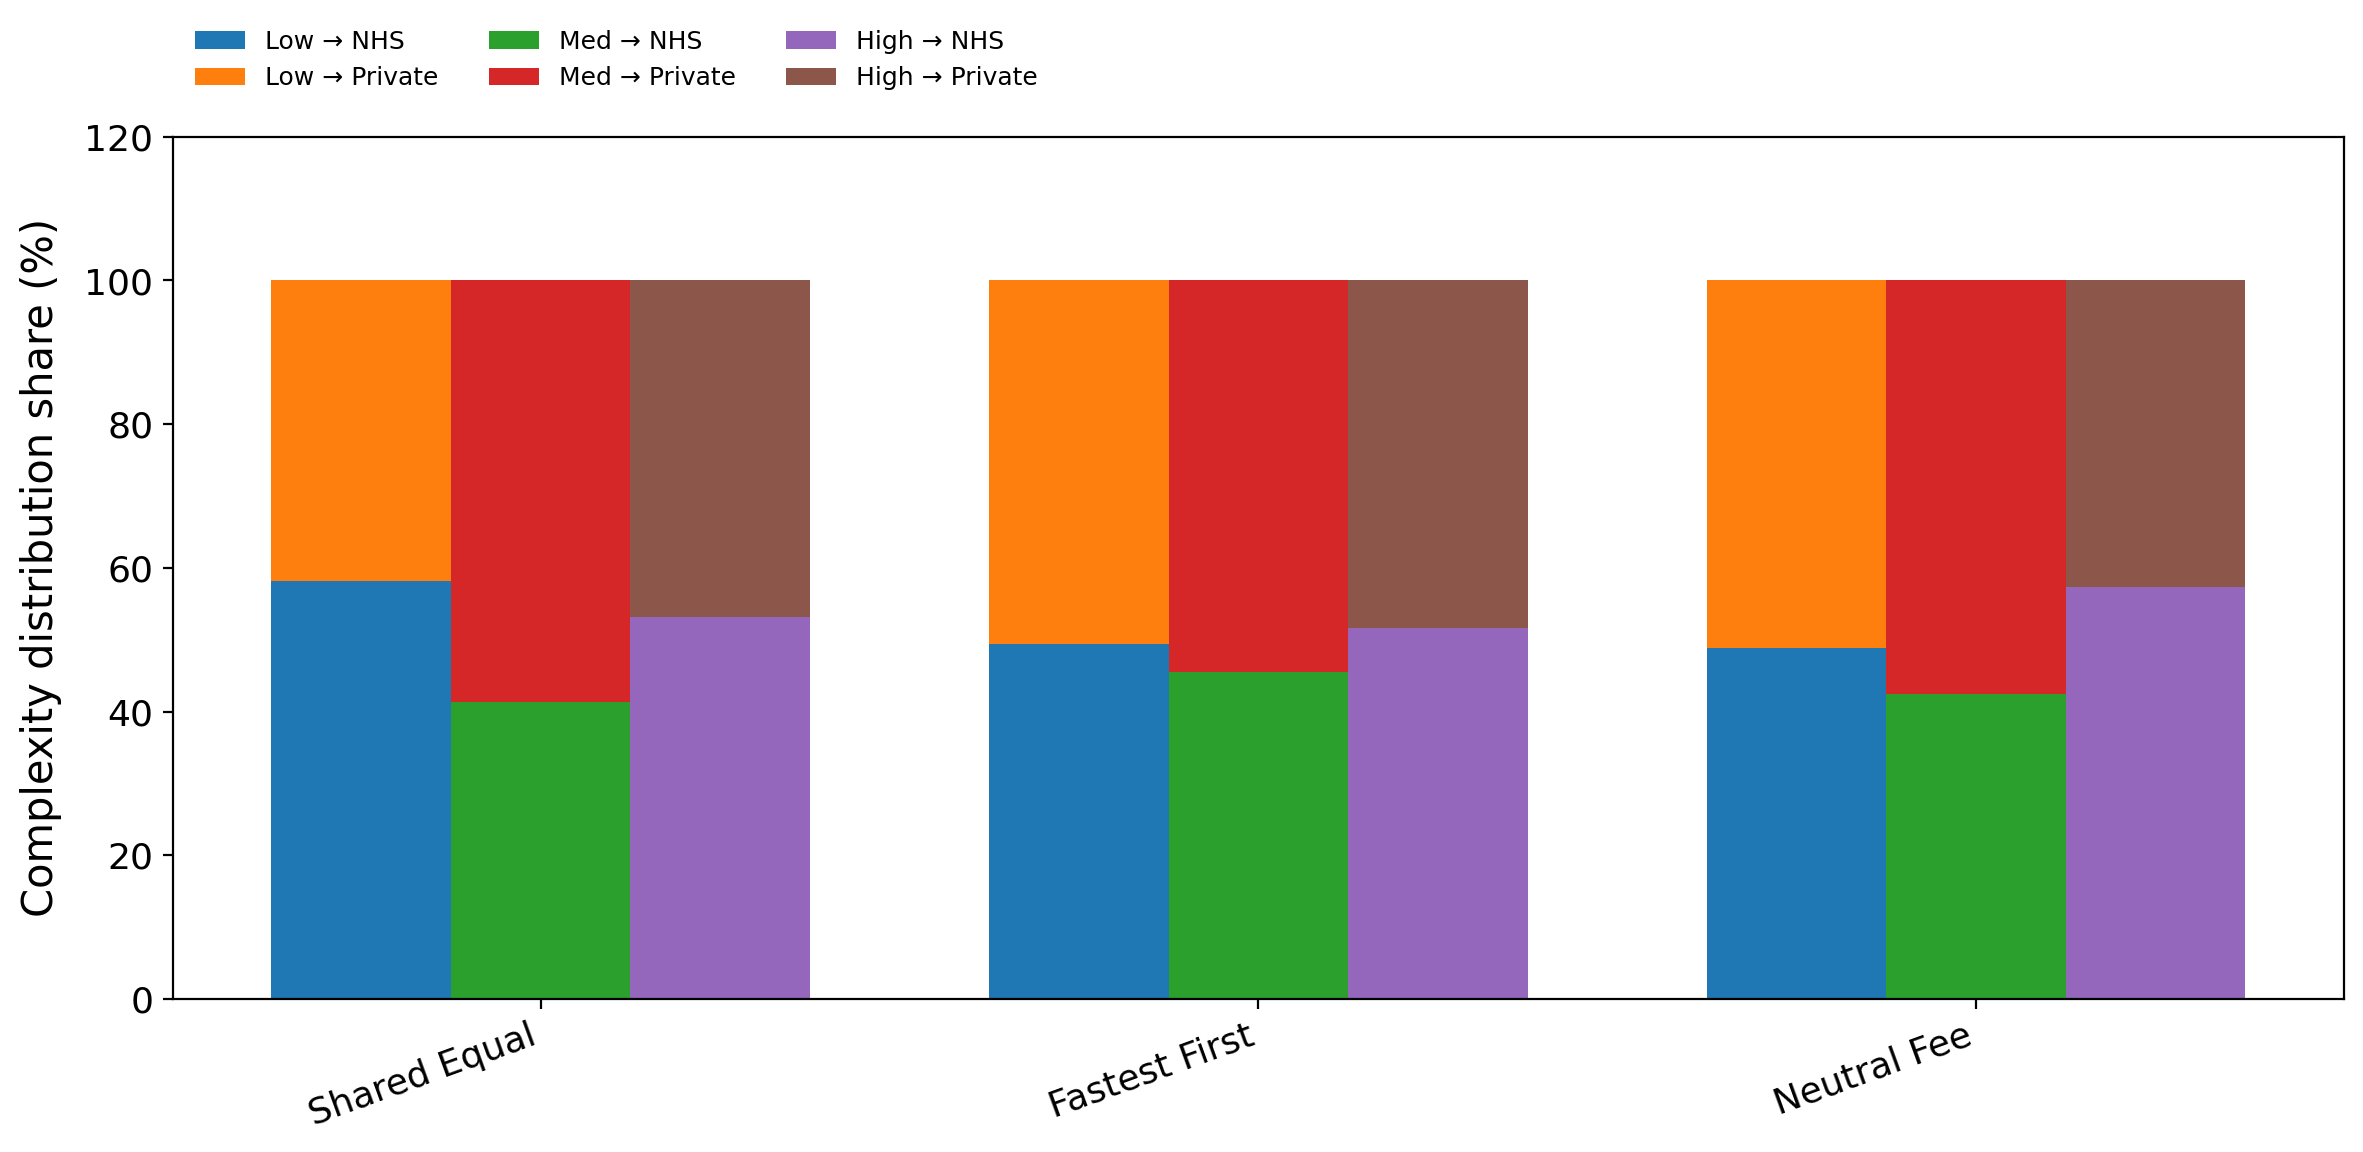 Low → NHS
Low → Private
Med → NHS
Med → Private
High → NHS
High → Private
Complexity distribution share (%)
120
100
80
60
40
20
0
Shared Equal
Fastest First
Neutral Fee